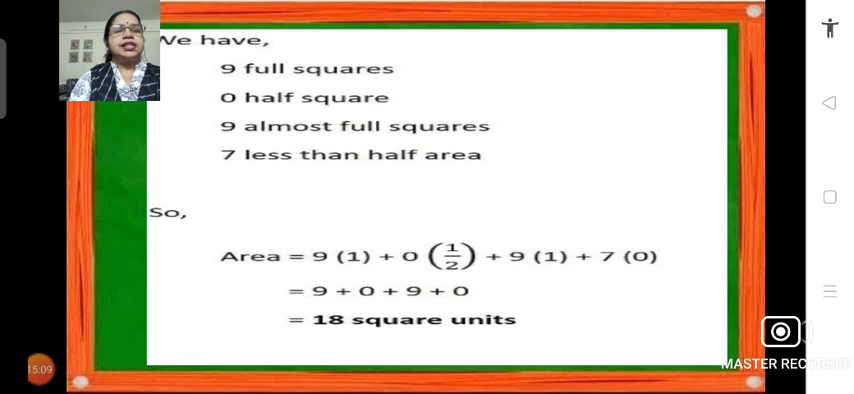 We have,
9 full squares
0 half square
9 almost full squares
7 less than half area
So,
Area = 9 (1) + 0 (1/2) + 9 (1) + 7 (0)
= 9 + 0 + 9 + 0
= 18 square units
15:09
MASTER RECORDER